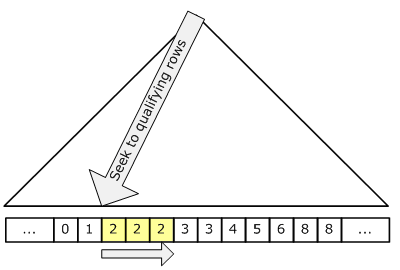 Seek to qualifying rows
... 0 1 2 2 2 3 3 4 5 6 8 8 ...